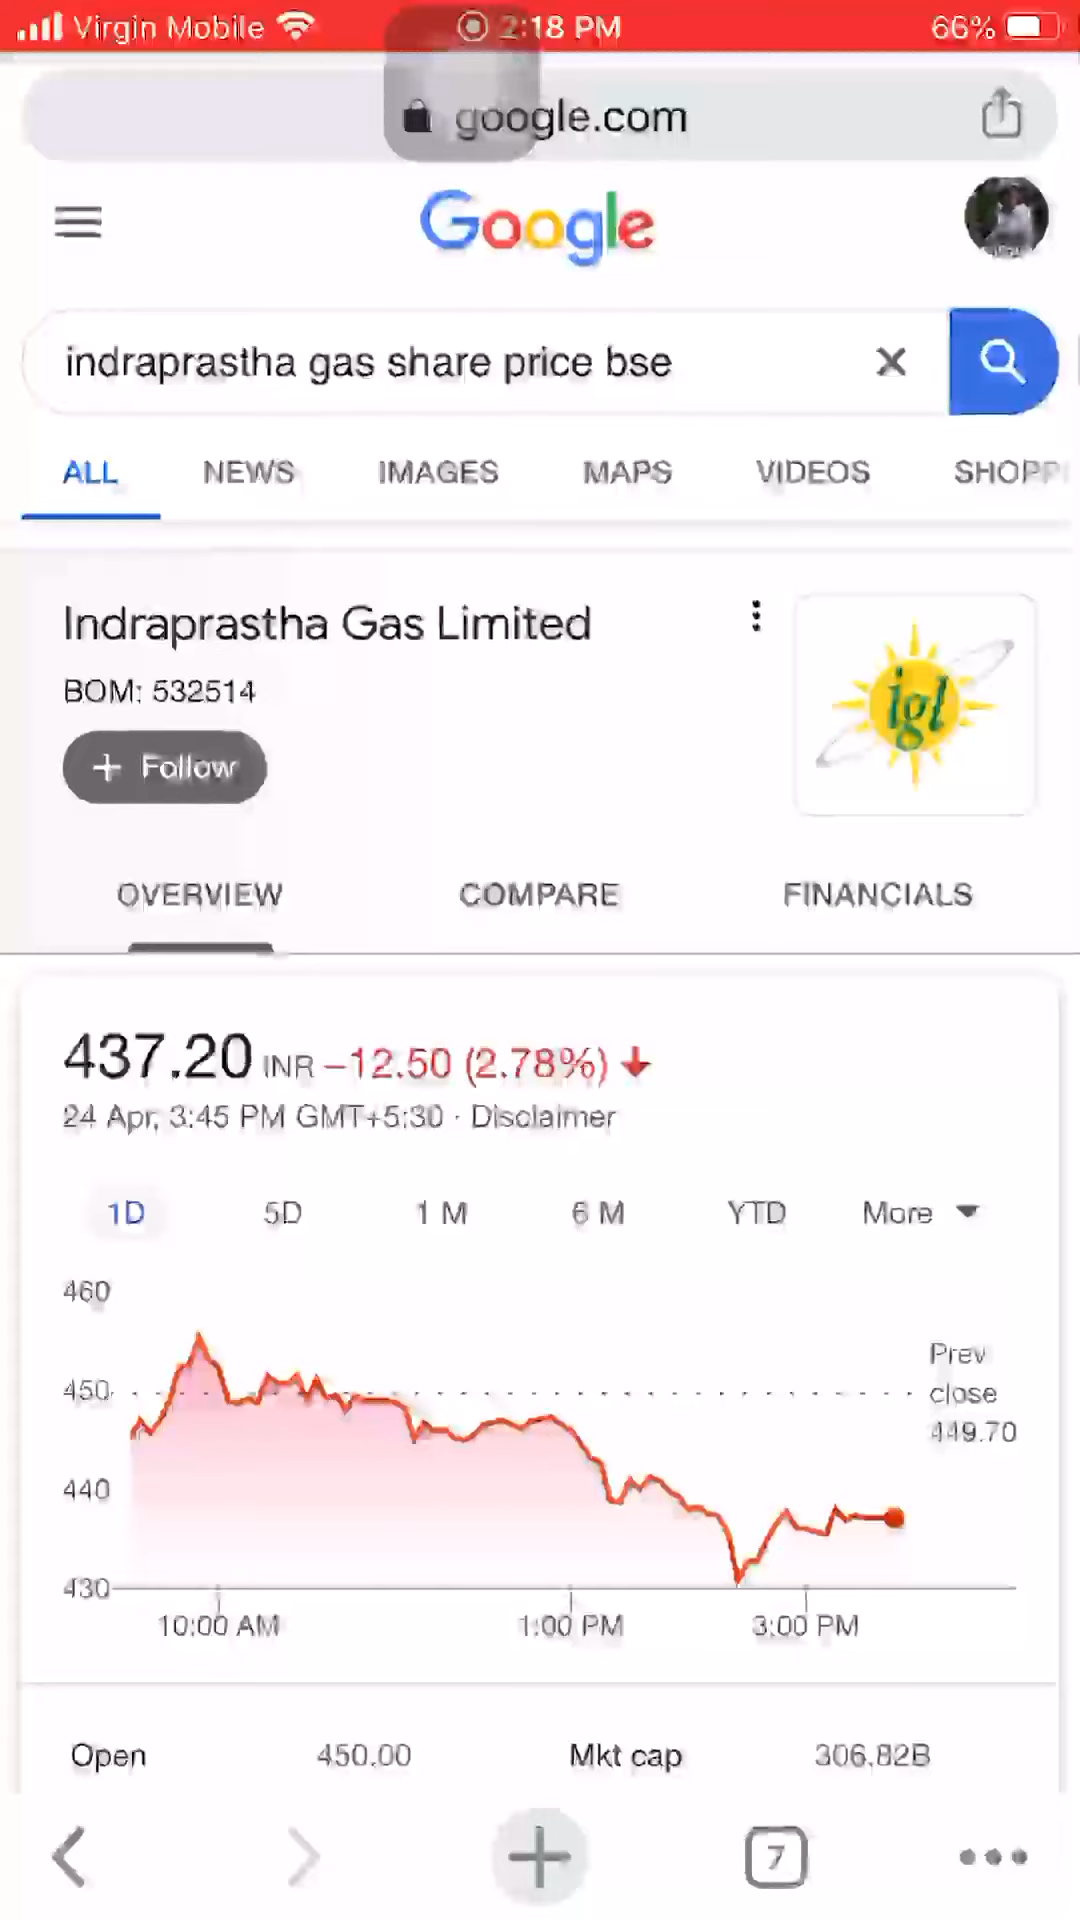 Virgin Mobile 2:18 PM 66%
google.com
Google
indraprastha gas share price bse
ALL NEWS IMAGES MAPS VIDEOS SHOPPI
Indraprastha Gas Limited
BOM: 532514
+ Follow
igl
OVERVIEW COMPARE FINANCIALS
437.20 INR −12.50 (2.78%)
24 Apr, 3:45 PM GMT+5:30 · Disclaimer
1D 5D 1 M 6 M YTD More
460
450
440
430
Prev
close
449.70
10:00 AM 1:00 PM 3:00 PM
Open 450.00 Mkt cap 306.82B
7